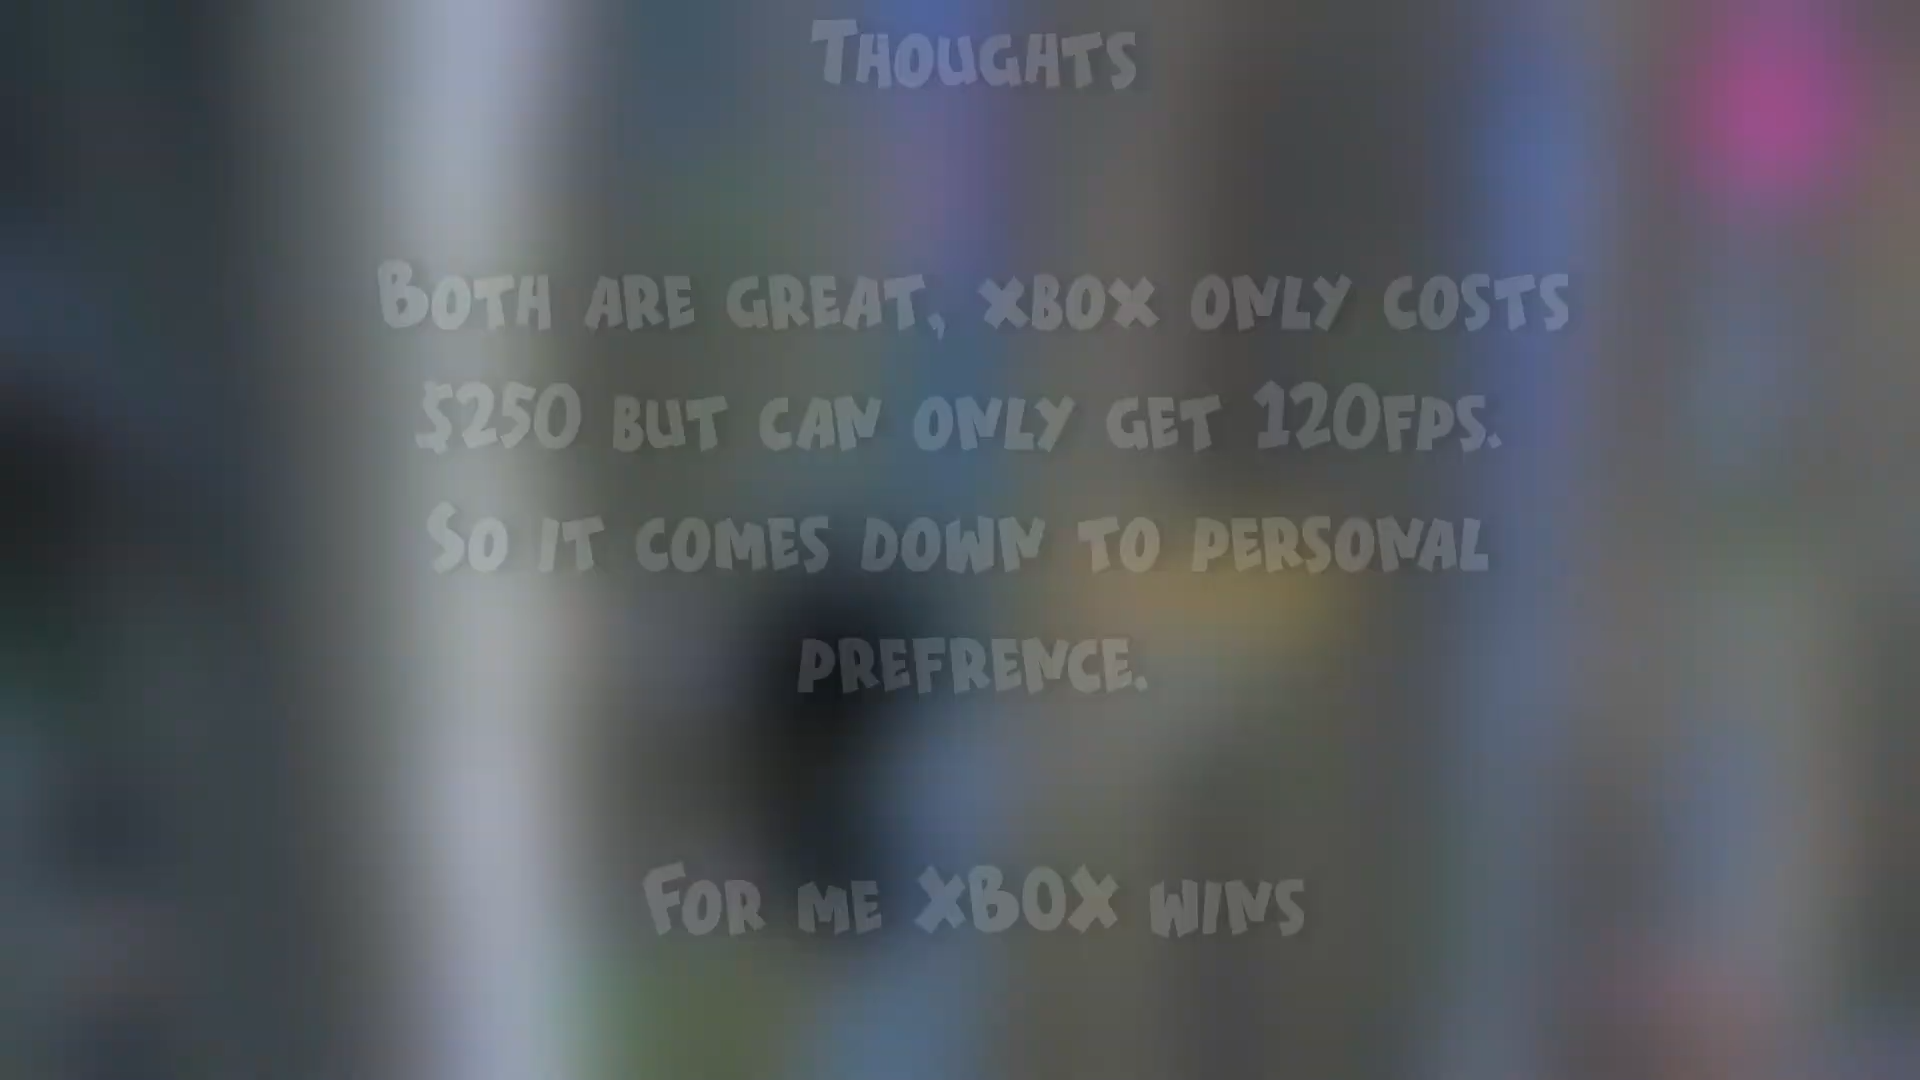 Thoughts
Both are great, xbox only costs
$250 but can only get 120fps.
So it comes down to personal
prefrence.
For me XBOX wins